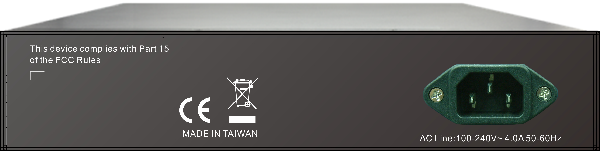 This device complies with Part 15
of the FCC Rules
CE
MADE IN TAIWAN
AC Line:100-240V~ 4.0A 50-60Hz